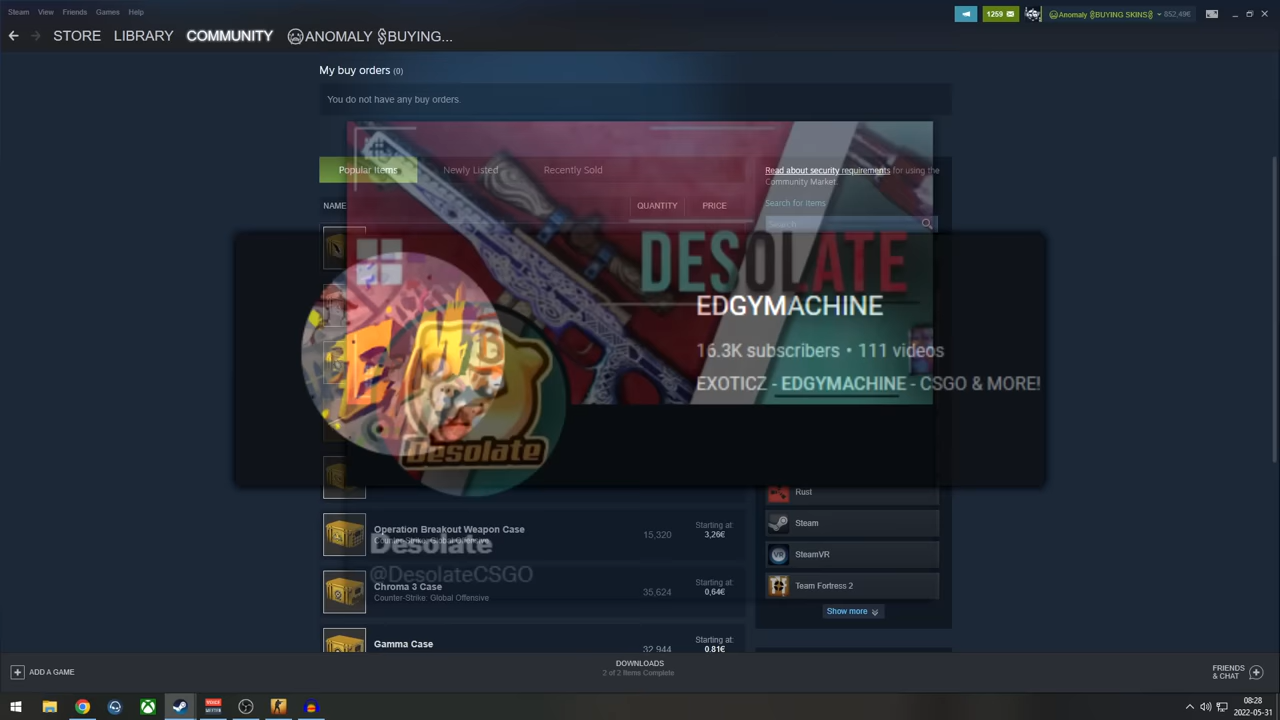 Steam View Friends Games Help
1259
Anomaly $BUYING SKINS$
852,49€
STORE LIBRARY COMMUNITY ANOMALY $BUYING...
My buy orders (0)
You do not have any buy orders.
Popular Items Newly Listed Recently Sold
Read about security requirements for using the
Community Market.
NAME QUANTITY PRICE
Search for items
Search
DESOLATE
EDGYMACHINE
16.3K subscribers • 111 videos
EXOTICZ - EDGYMACHINE - CSGO & MORE!
Desolate
Rust
Steam
SteamVR
Team Fortress 2
Show more
Operation Breakout Weapon Case
Counter-Strike: Global Offensive
15,320
Starting at:
3,26€
Desolate
@DesolateCSGO
Chroma 3 Case
Counter-Strike: Global Offensive
35,624
Starting at:
0,64€
Gamma Case
32,944
Starting at:
0,81€
ADD A GAME
DOWNLOADS
2 of 2 Items Complete
FRIENDS
& CHAT
08:28
2022-05-31